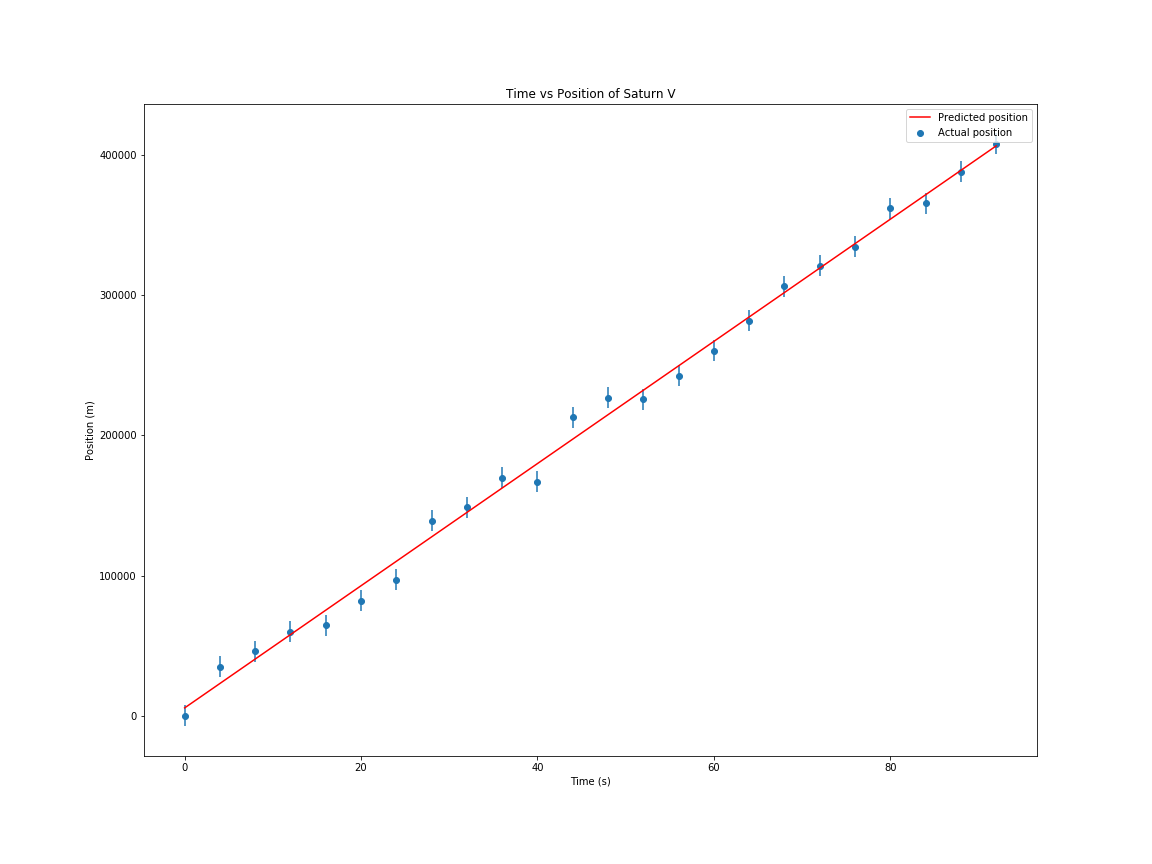 Time vs Position of Saturn V
Predicted position
Actual position
400000
300000
200000
100000
0
Position (m)
0 20 40 60 80
Time (s)